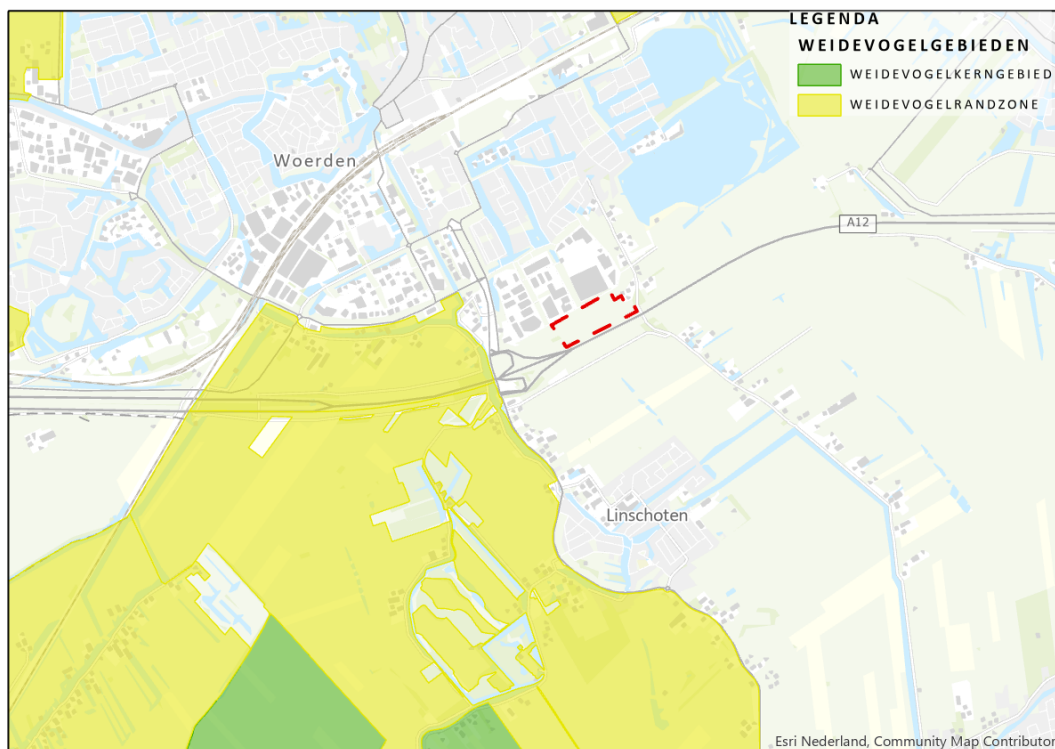 LEGENDA
WEIDEVOGELGEBIEDEN
WEIDEVOGELKERNGEBIED
WEIDEVOGELRANDZONE
Woerden
A12
Linschoten
Esri Nederland, Community Map Contributor